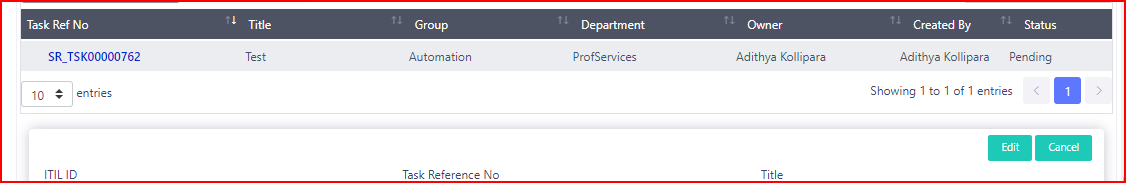 Task Ref No Title Group Department Owner Created By Status
SR_TSK00000762 Test Automation ProfServices Adithya Kollipara Adithya Kollipara Pending
10 entries Showing 1 to 1 of 1 entries < 1 >
Edit Cancel
ITIL ID Task Reference No Title